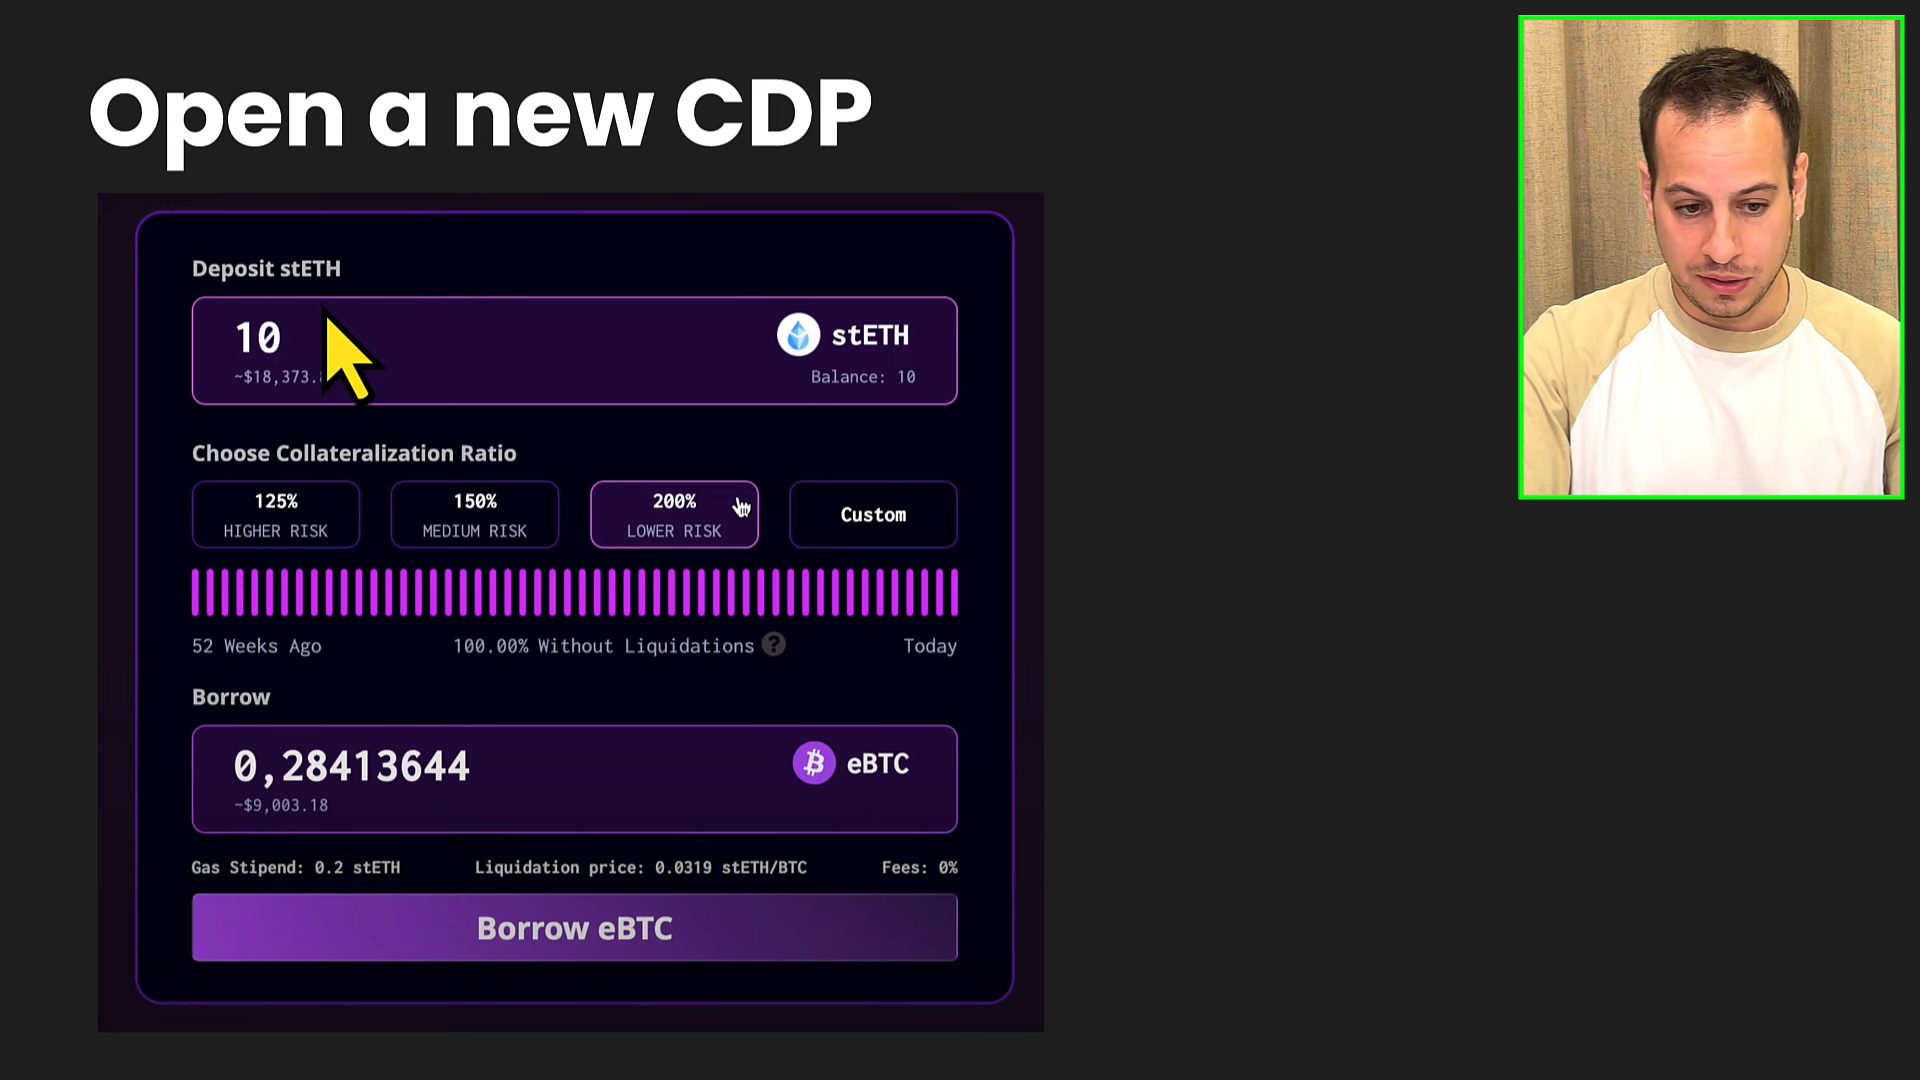 Open a new CDP
Deposit stETH
10
stETH
~$18,373.
Balance: 10
Choose Collateralization Ratio
125%
HIGHER RISK
150%
MEDIUM RISK
200%
LOWER RISK
Custom
52 Weeks Ago
100.00% Without Liquidations ?
Today
Borrow
0,28413644
eBTC
~$9,003.18
Gas Stipend: 0.2 stETH
Liquidation price: 0.0319 stETH/BTC
Fees: 0%
Borrow eBTC